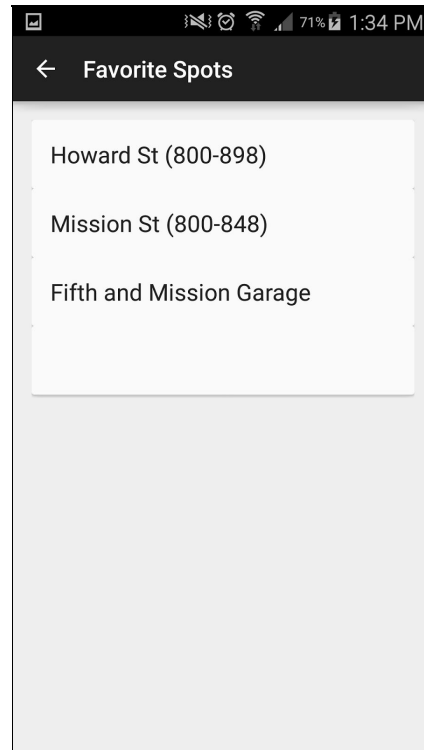 71% 1:34 PM
Favorite Spots
Howard St (800-898)
Mission St (800-848)
Fifth and Mission Garage